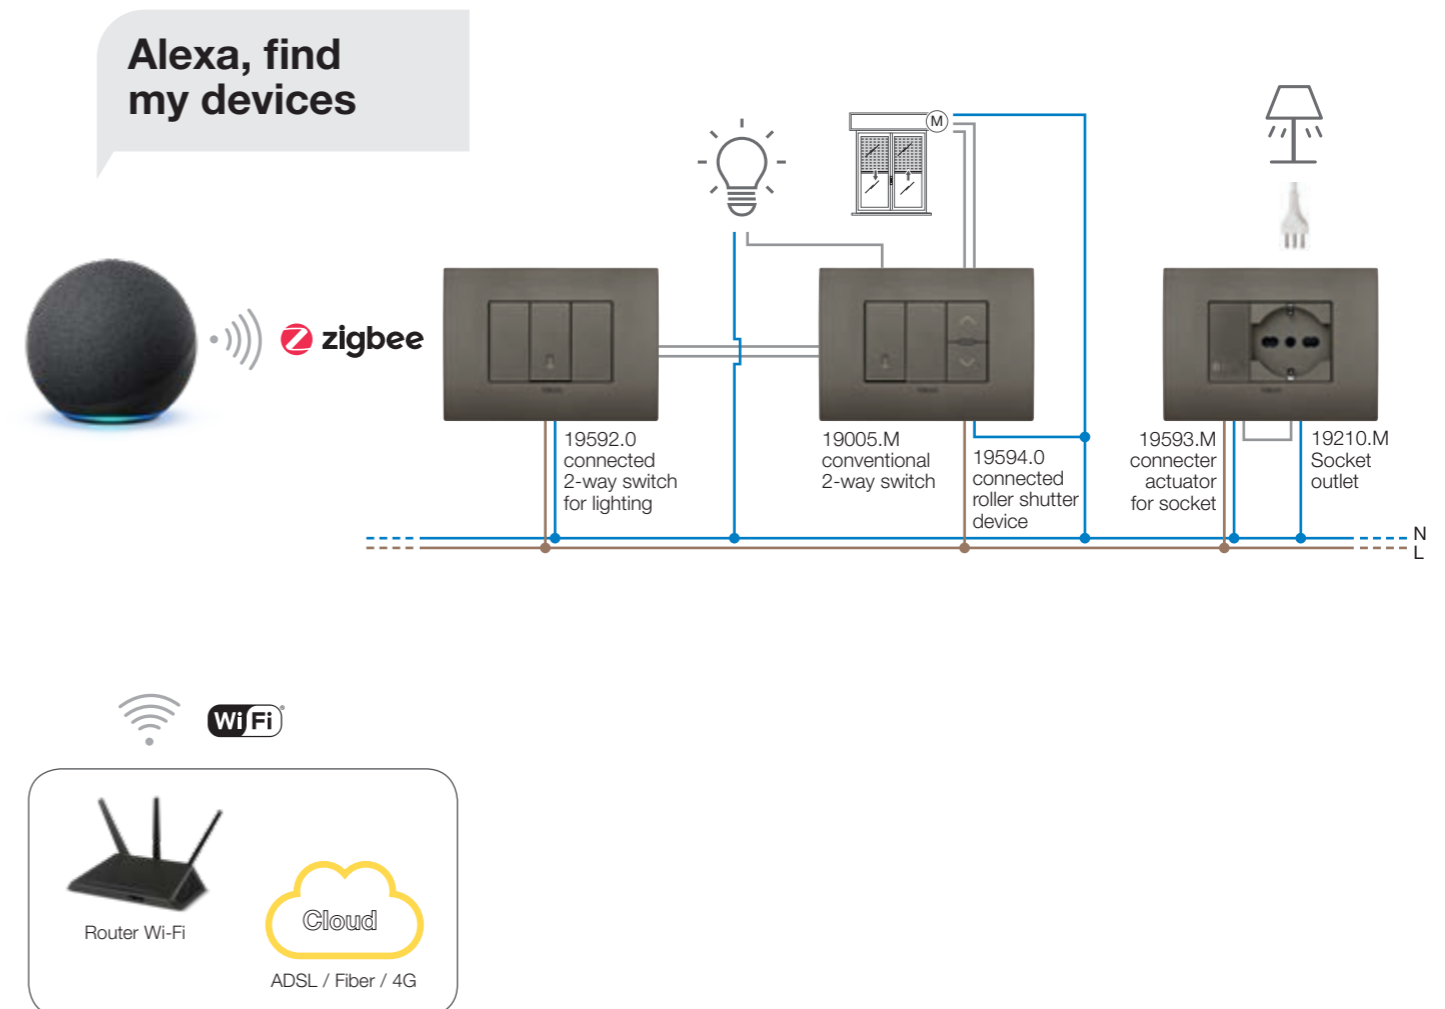 Alexa, find
my devices
M
zigbee
19592.0
connected
2-way switch
for lighting
19005.M
conventional
2-way switch
19594.0
connected
roller shutter
device
19593.M
connecter
actuator
for socket
19210.M
Socket
outlet
N
L
WiFi
Router Wi-Fi
Cloud
ADSL / Fiber / 4G